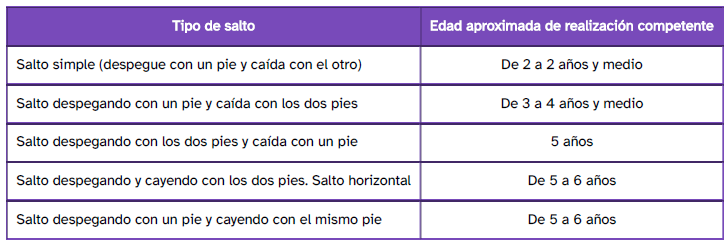 Tipo de salto Edad aproximada de realización competente
Salto simple (despegue con un pie y caída con el otro) De 2 a 2 años y medio
Salto despegando con un pie y caída con los dos pies De 3 a 4 años y medio
Salto despegando con los dos pies y caída con un pie 5 años
Salto despegando y cayendo con los dos pies. Salto horizontal De 5 a 6 años
Salto despegando con un pie y cayendo con el mismo pie De 5 a 6 años